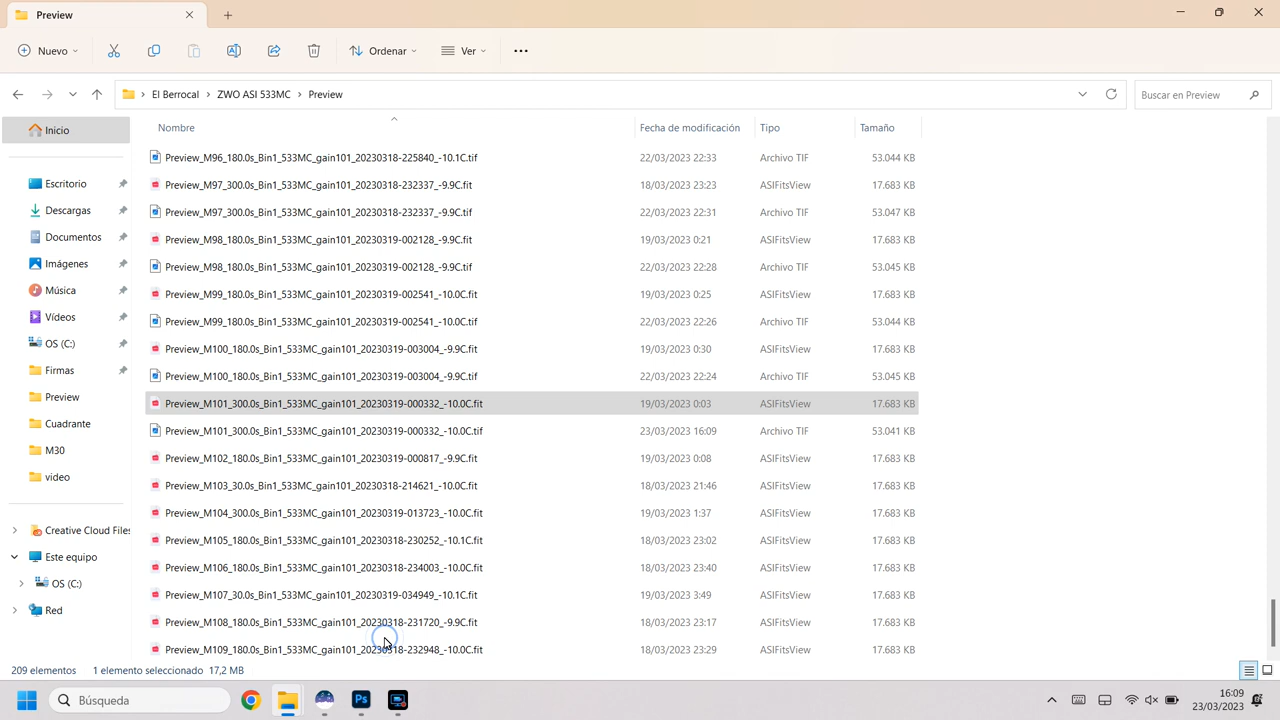 Preview
Nuevo
Ordenar
Ver
El Berrocal > ZWO ASI 533MC > Preview
Buscar en Preview
Inicio
Escritorio
Descargas
Documentos
Imágenes
Música
Vídeos
OS (C:)
Firmas
Preview
Cuadrante
M30
video
Creative Cloud Files
Este equipo
OS (C:)
Red
Nombre Fecha de modificación Tipo Tamaño
Preview_M96_180.0s_Bin1_533MC_gain101_20230318-225840_-10.1C.tif 22/03/2023 22:33 Archivo TIF 53.044 KB
Preview_M97_300.0s_Bin1_533MC_gain101_20230318-232337_-9.9C.fit 18/03/2023 23:23 ASIFitsView 17.683 KB
Preview_M97_300.0s_Bin1_533MC_gain101_20230318-232337_-9.9C.tif 22/03/2023 22:31 Archivo TIF 53.047 KB
Preview_M98_180.0s_Bin1_533MC_gain101_20230319-002128_-9.9C.fit 19/03/2023 0:21 ASIFitsView 17.683 KB
Preview_M98_180.0s_Bin1_533MC_gain101_20230319-002128_-9.9C.tif 22/03/2023 22:28 Archivo TIF 53.045 KB
Preview_M99_180.0s_Bin1_533MC_gain101_20230319-002541_-10.0C.fit 19/03/2023 0:25 ASIFitsView 17.683 KB
Preview_M99_180.0s_Bin1_533MC_gain101_20230319-002541_-10.0C.tif 22/03/2023 22:26 Archivo TIF 53.044 KB
Preview_M100_180.0s_Bin1_533MC_gain101_20230319-003004_-9.9C.fit 19/03/2023 0:30 ASIFitsView 17.683 KB
Preview_M100_180.0s_Bin1_533MC_gain101_20230319-003004_-9.9C.tif 22/03/2023 22:24 Archivo TIF 53.045 KB
Preview_M101_300.0s_Bin1_533MC_gain101_20230319-000332_-10.0C.fit 19/03/2023 0:03 ASIFitsView 17.683 KB
Preview_M101_300.0s_Bin1_533MC_gain101_20230319-000332_-10.0C.tif 23/03/2023 16:09 Archivo TIF 53.041 KB
Preview_M102_180.0s_Bin1_533MC_gain101_20230319-000817_-9.9C.fit 19/03/2023 0:08 ASIFitsView 17.683 KB
Preview_M103_30.0s_Bin1_533MC_gain101_20230318-214621_-10.0C.fit 18/03/2023 21:46 ASIFitsView 17.683 KB
Preview_M104_300.0s_Bin1_533MC_gain101_20230319-013723_-10.0C.fit 19/03/2023 1:37 ASIFitsView 17.683 KB
Preview_M105_180.0s_Bin1_533MC_gain101_20230318-230252_-10.1C.fit 18/03/2023 23:02 ASIFitsView 17.683 KB
Preview_M106_180.0s_Bin1_533MC_gain101_20230318-234003_-10.0C.fit 18/03/2023 23:40 ASIFitsView 17.683 KB
Preview_M107_30.0s_Bin1_533MC_gain101_20230319-034949_-10.1C.fit 19/03/2023 3:49 ASIFitsView 17.683 KB
Preview_M108_180.0s_Bin1_533MC_gain101_20230318-231720_-9.9C.fit 18/03/2023 23:17 ASIFitsView 17.683 KB
Preview_M109_180.0s_Bin1_533MC_gain101_20230318-232948_-10.0C.fit 18/03/2023 23:29 ASIFitsView 17.683 KB
209 elementos 1 elemento seleccionado 17,2 MB
Búsqueda
Ps
16:09
23/03/2023